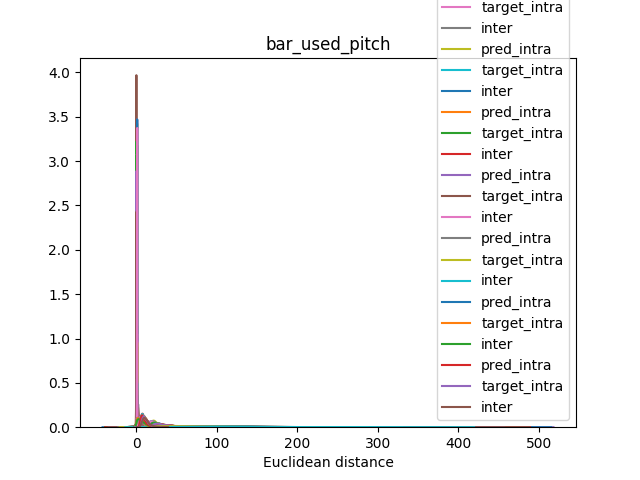 bar_used_pitch
target_intra
inter
pred_intra
target_intra
inter
pred_intra
target_intra
inter
pred_intra
target_intra
inter
pred_intra
target_intra
inter
pred_intra
target_intra
inter
pred_intra
target_intra
inter
4.0
3.5
3.0
2.5
2.0
1.5
1.0
0.5
0.0
0 100 200 300 400 500
Euclidean distance